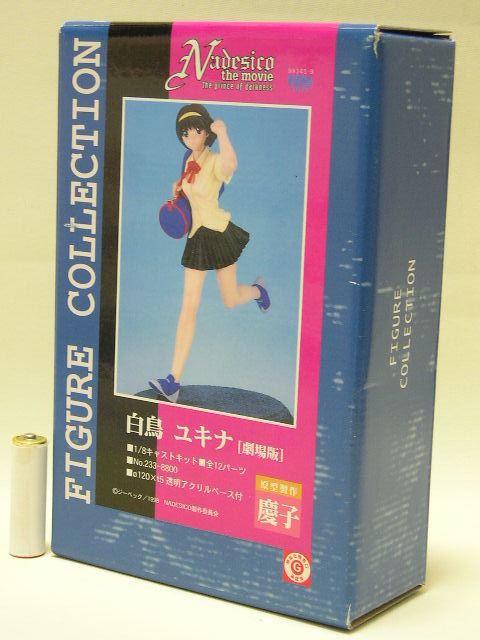 FIGURE COLLECTION
Nadesico
the movie
The prince of darkness
白鳥 ユキナ [劇場版]
■1/8キャストキット■全12パーツ
■No.233-8800
■ø120×15 透明アクリルベース付
©ジーベック/1998 NADESICO製作委員会
原型製作
慶子
G
FIGURE
COLLECTION